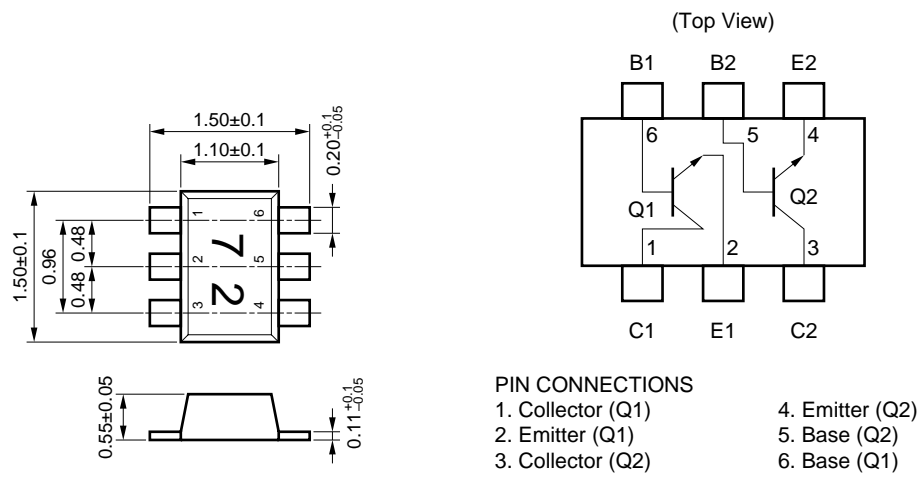 (Top View)
B1 B2 E2
6 5 4
Q1 Q2
1 2 3
C1 E1 C2
1.50±0.1
1.10±0.1
0.20+0.1−0.05
1.50±0.1
0.96
0.48
0.48
1 6
2 5
3 4
7 2
0.55±0.05
0.11+0.1−0.05
PIN CONNECTIONS
1. Collector (Q1) 4. Emitter (Q2)
2. Emitter (Q1) 5. Base (Q2)
3. Collector (Q2) 6. Base (Q1)